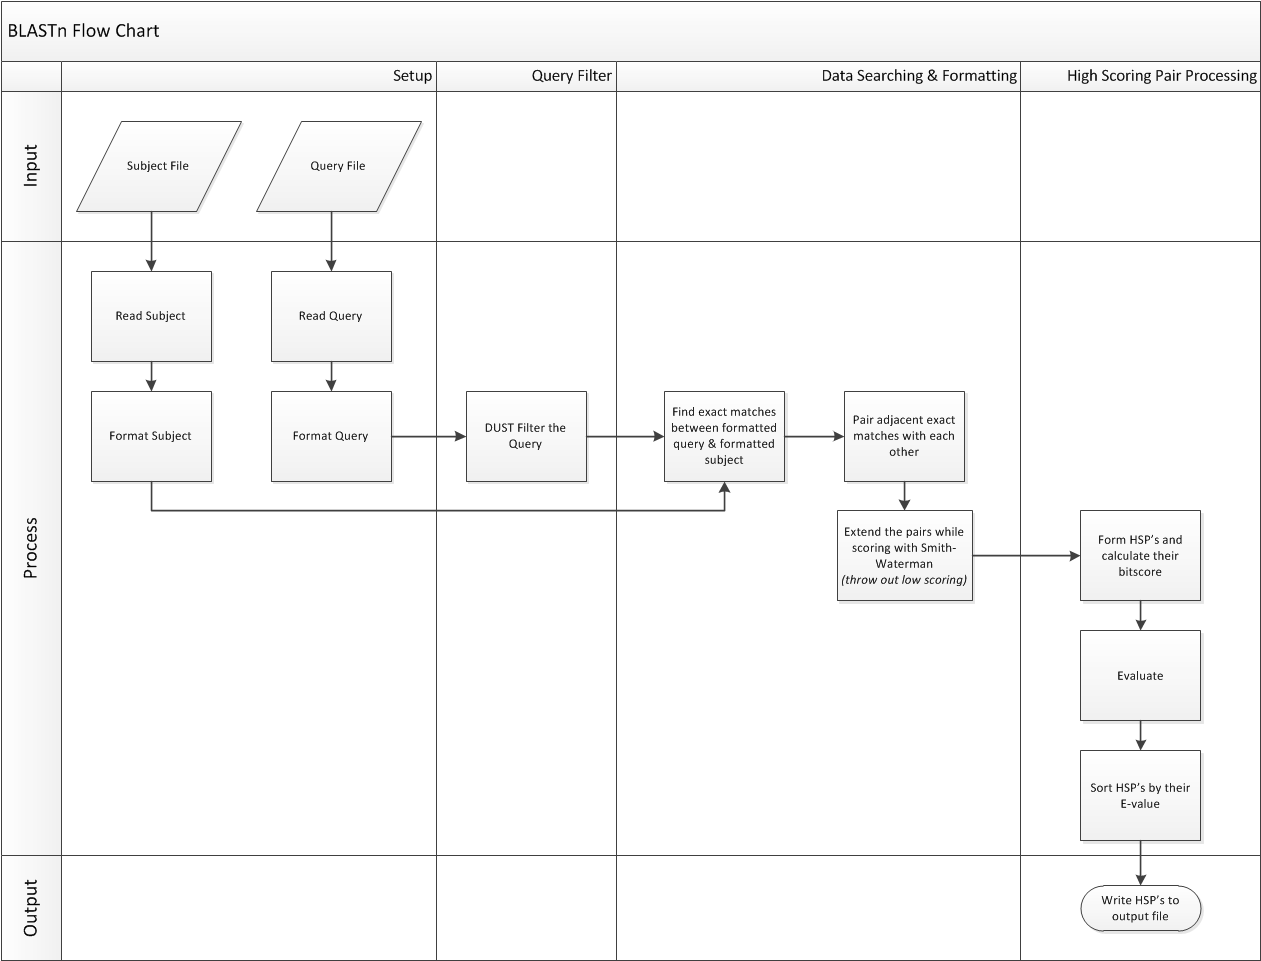 BLASTn Flow Chart
Setup
Query Filter
Data Searching & Formatting
High Scoring Pair Processing
Input
Subject File
Query File
Process
Read Subject
Read Query
Format Subject
Format Query
DUST Filter the
Query
Find exact matches
between formatted
query & formatted
subject
Pair adjacent exact
matches with each
other
Extend the pairs while
scoring with Smith-
Waterman
(throw out low scoring)
Form HSP's and
calculate their
bitscore
Evaluate
Sort HSP's by their
E-value
Output
Write HSP's to
output file